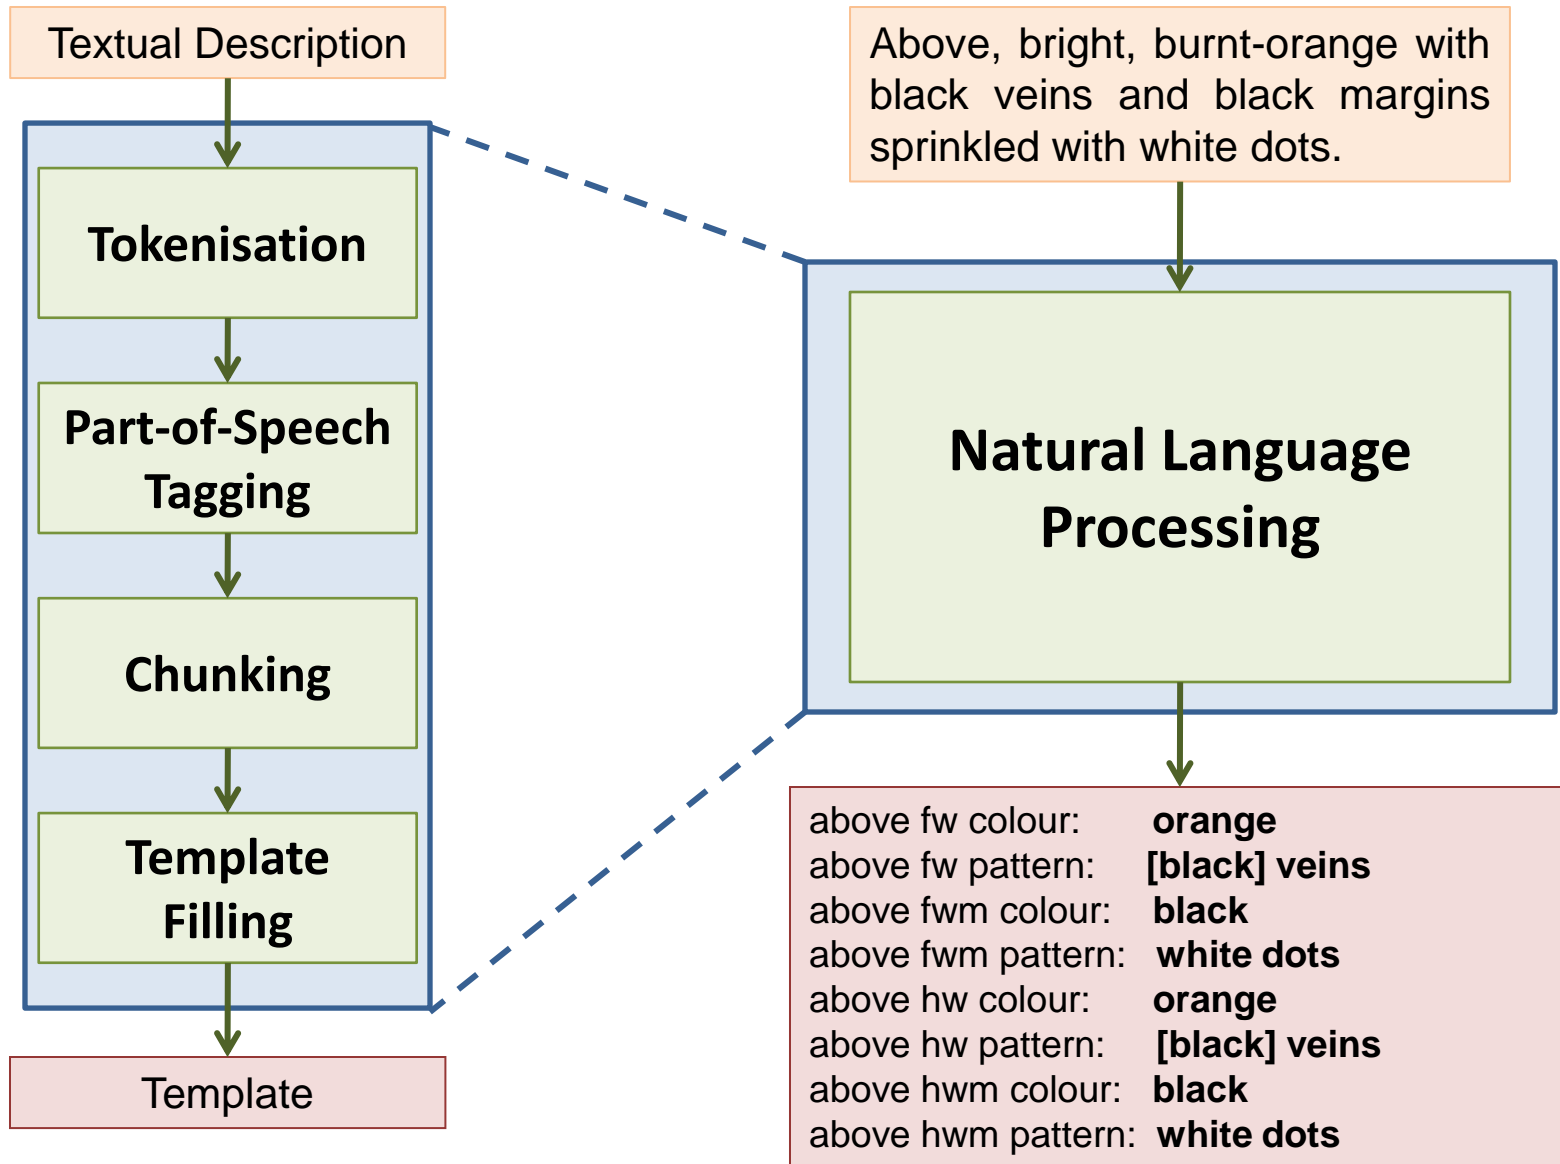 Textual Description
Tokenisation
Part-of-Speech
Tagging
Chunking
Template
Filling
Template
Above, bright, burnt-orange with
black veins and black margins
sprinkled with white dots.
Natural Language
Processing
above fw colour: orange
above fw pattern: [black] veins
above fwm colour: black
above fwm pattern: white dots
above hw colour: orange
above hw pattern: [black] veins
above hwm colour: black
above hwm pattern: white dots